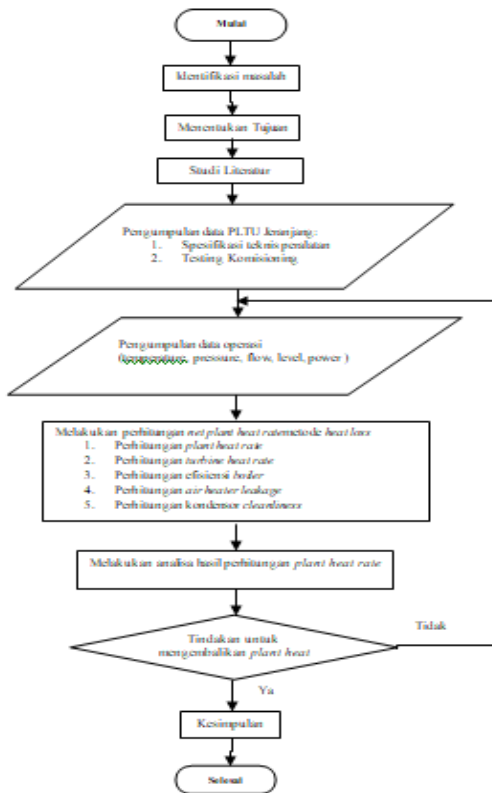 Mulai
Identifikasi masalah
Menentukan Tujuan
Studi Literatur
Pengumpulan data PLTU Jeranjang:
1. Spesifikasi teknis peralatan
2. Testing Komisioning
Pengumpulan data operasi
(temperature, pressure, flow, level, power )
Melakukan perhitungan net plant heat ratemetode heat loss
1. Perhitungan plant heat rate
2. Perhitungan turbine heat rate
3. Perhitungan efisiensi boiler
4. Perhitungan air heater leakage
5. Perhitungan kondensor cleanliness
Melakukan analisa hasil perhitungan plant heat rate
Tindakan untuk
mengembalikan plant heat
Tidak
Ya
Kesimpulan
Selesai